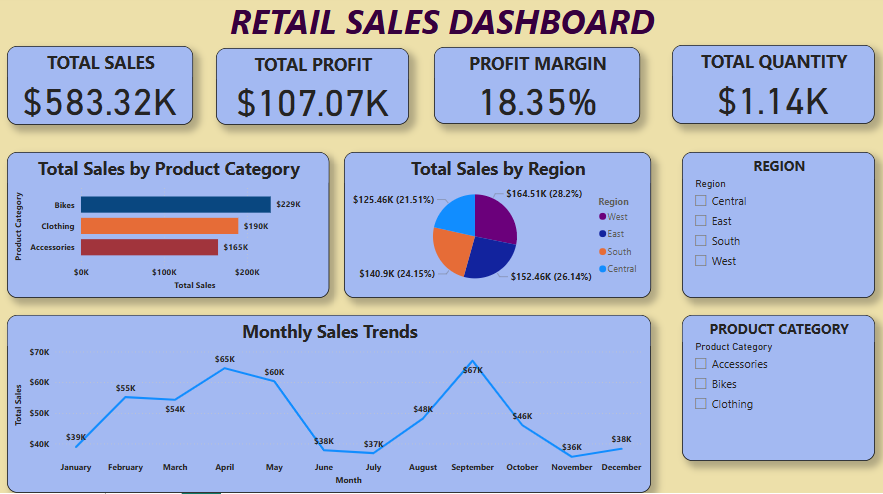 RETAIL SALES DASHBOARD
TOTAL SALES
$583.32K
TOTAL PROFIT
$107.07K
PROFIT MARGIN
18.35%
TOTAL QUANTITY
$1.14K
Total Sales by Product Category
Product Category
Bikes
$229K
Clothing
$190K
Accessories
$165K
$0K
$100K
$200K
Total Sales
Total Sales by Region
$125.46K (21.51%)
$164.51K (28.2%)
$140.9K (24.15%)
$152.46K (26.14%)
Region
West
East
South
Central
REGION
Region
Central
East
South
West
Monthly Sales Trends
Total Sales
$70K
$60K
$50K
$40K
$39K
$55K
$54K
$65K
$60K
$38K
$37K
$48K
$67K
$46K
$36K
$38K
January
February
March
April
May
June
July
August
September
October
November
December
Month
PRODUCT CATEGORY
Product Category
Accessories
Bikes
Clothing